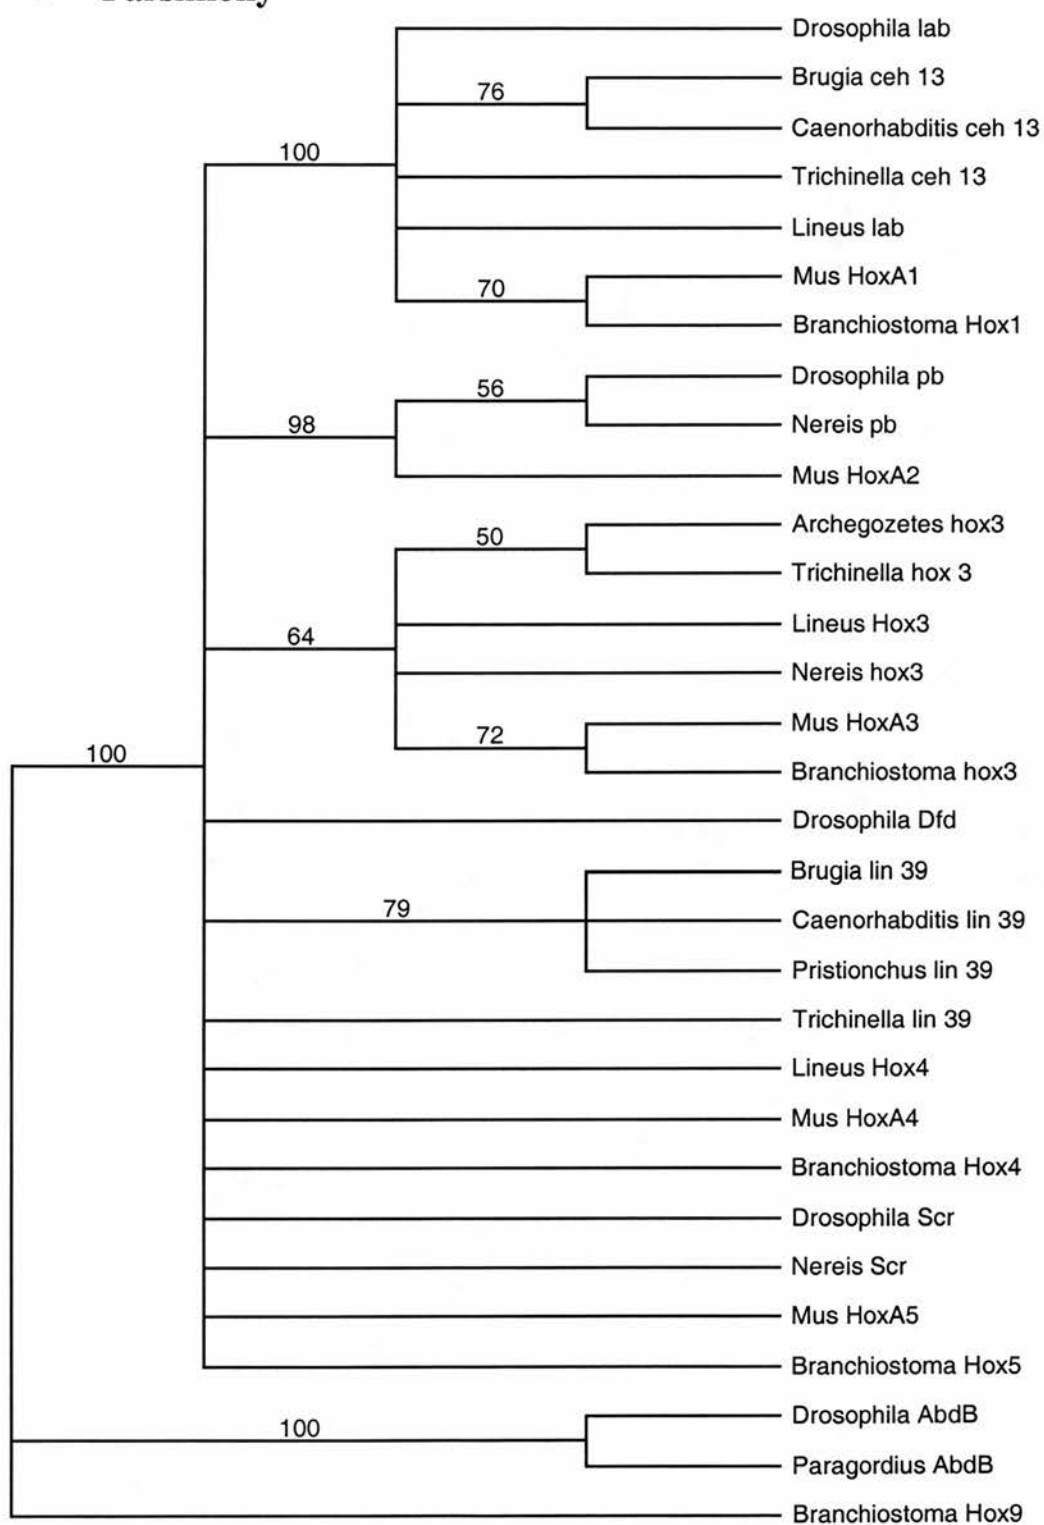 Parsimony
Drosophila lab
76
Brugia ceh 13
Caenorhabditis ceh 13
100
Trichinella ceh 13
Lineus lab
70
Mus HoxA1
Branchiostoma Hox1
56
Drosophila pb
98
Nereis pb
Mus HoxA2
50
Archegozetes hox3
Trichinella hox 3
64
Lineus Hox3
Nereis hox3
72
Mus HoxA3
100
Branchiostoma hox3
Drosophila Dfd
79
Brugia lin 39
Caenorhabditis lin 39
Pristionchus lin 39
Trichinella lin 39
Lineus Hox4
Mus HoxA4
Branchiostoma Hox4
Drosophila Scr
Nereis Scr
Mus HoxA5
Branchiostoma Hox5
100
Drosophila AbdB
Paragordius AbdB
Branchiostoma Hox9